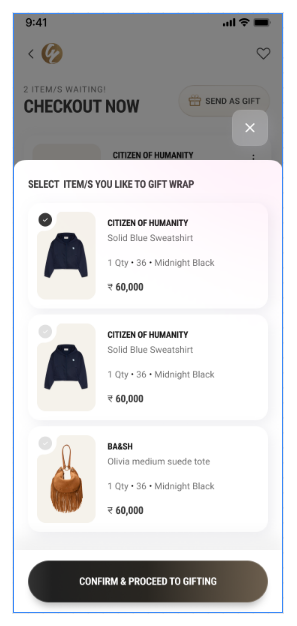 9:41
2 ITEM/S WAITING!
CHECKOUT NOW
SEND AS GIFT
CITIZEN OF HUMANITY
SELECT ITEM/S YOU LIKE TO GIFT WRAP
CITIZEN OF HUMANITY
Solid Blue Sweatshirt
1 Qty • 36 • Midnight Black
₹ 60,000
CITIZEN OF HUMANITY
Solid Blue Sweatshirt
1 Qty • 36 • Midnight Black
₹ 60,000
BA&SH
Olivia medium suede tote
1 Qty • 36 • Midnight Black
₹ 60,000
CONFIRM & PROCEED TO GIFTING